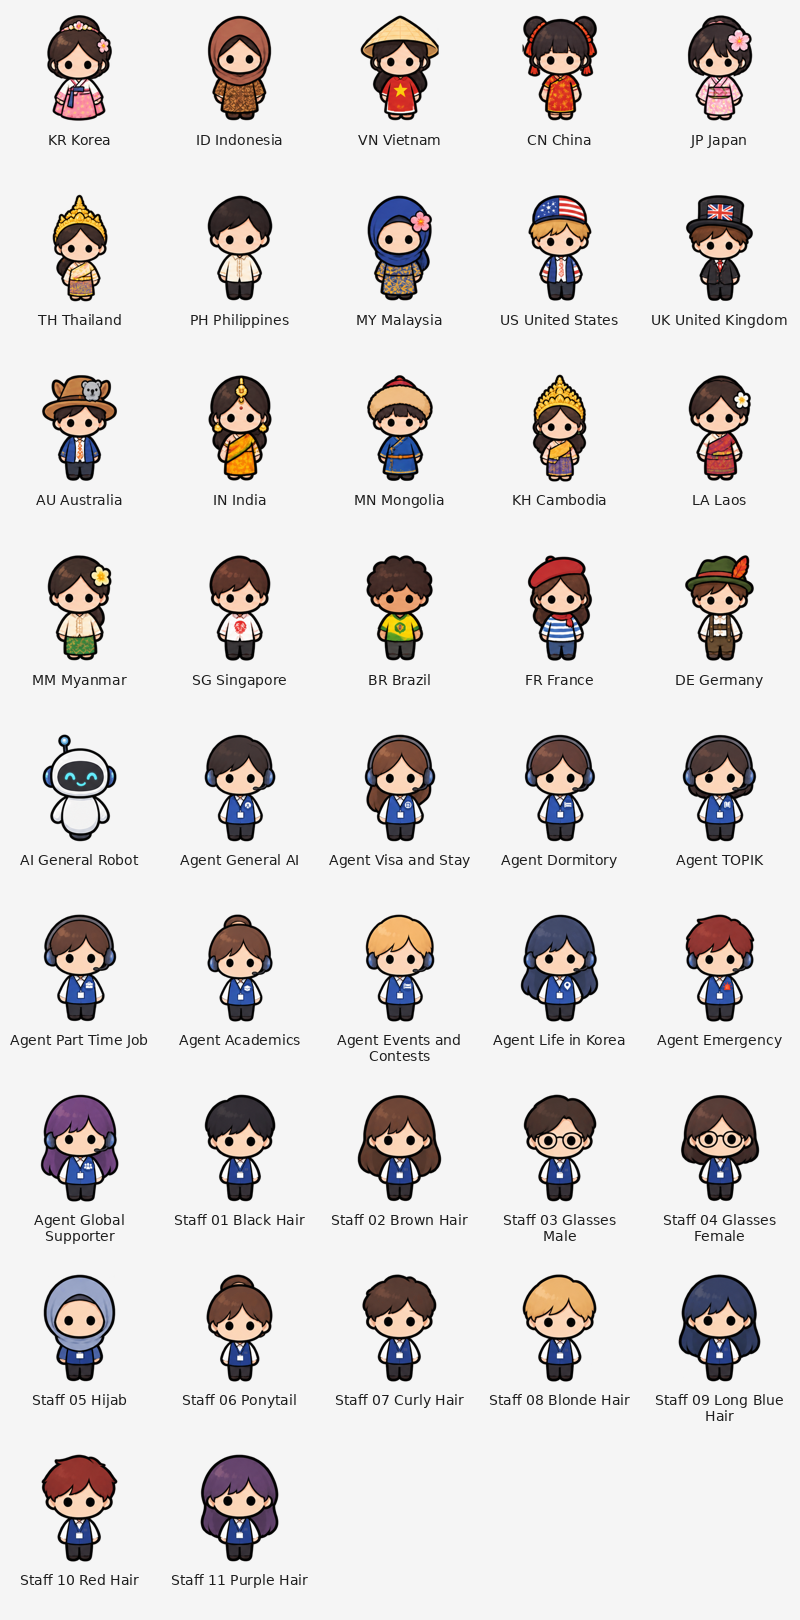 KR Korea
ID Indonesia
VN Vietnam
CN China
JP Japan
TH Thailand
PH Philippines
MY Malaysia
US United States
UK United Kingdom
AU Australia
IN India
MN Mongolia
KH Cambodia
LA Laos
MM Myanmar
SG Singapore
BR Brazil
FR France
DE Germany
AI General Robot
Agent General AI
Agent Visa and Stay
Agent Dormitory
Agent TOPIK
Agent Part Time Job
Agent Academics
Agent Events and
Contests
Agent Life in Korea
Agent Emergency
Agent Global
Supporter
Staff 01 Black Hair
Staff 02 Brown Hair
Staff 03 Glasses
Male
Staff 04 Glasses
Female
Staff 05 Hijab
Staff 06 Ponytail
Staff 07 Curly Hair
Staff 08 Blonde Hair
Staff 09 Long Blue
Hair
Staff 10 Red Hair
Staff 11 Purple Hair